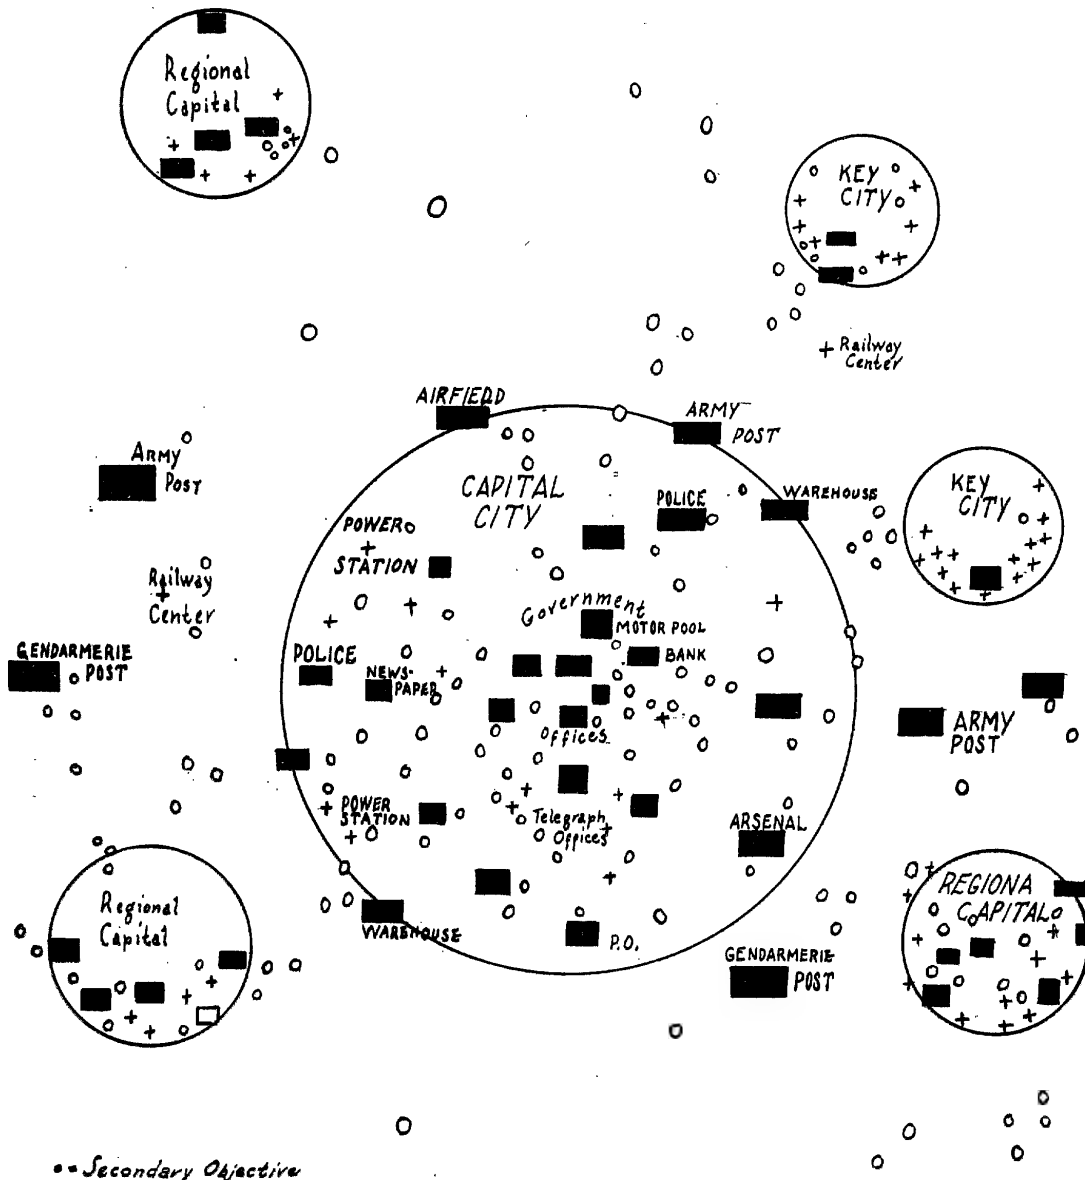 Regional
Capital
KEY
CITY
Railway
Center
AIRFIELD
ARMY
POST
ARMY
POST
CAPITAL
CITY
POLICE
WAREHOUSE
KEY
CITY
POWER
STATION
Railway
Center
Government
MOTOR POOL
BANK
GENDARMERIE
POST
POLICE
NEWS-
PAPER
Offices
ARMY
POST
POWER
STATION
Telegraph
Offices
ARSENAL
Regional
Capital
REGIONA
CAPITAL
WAREHOUSE
P.O.
GENDARMERIE
POST
•• Secondary Objective